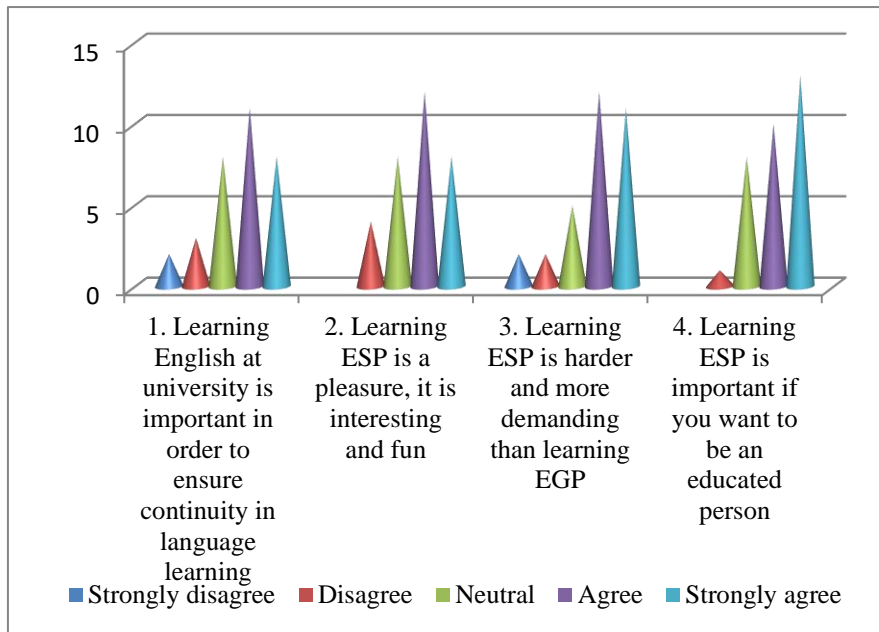 15
10
5
0
1. Learning
English at
university is
important in
order to
ensure
continuity in
language
learning
2. Learning
ESP is a
pleasure, it is
interesting
and fun
3. Learning
ESP is harder
and more
demanding
than learning
EGP
4. Learning
ESP is
important if
you want to
be an
educated
person
Strongly disagree Disagree Neutral Agree Strongly agree